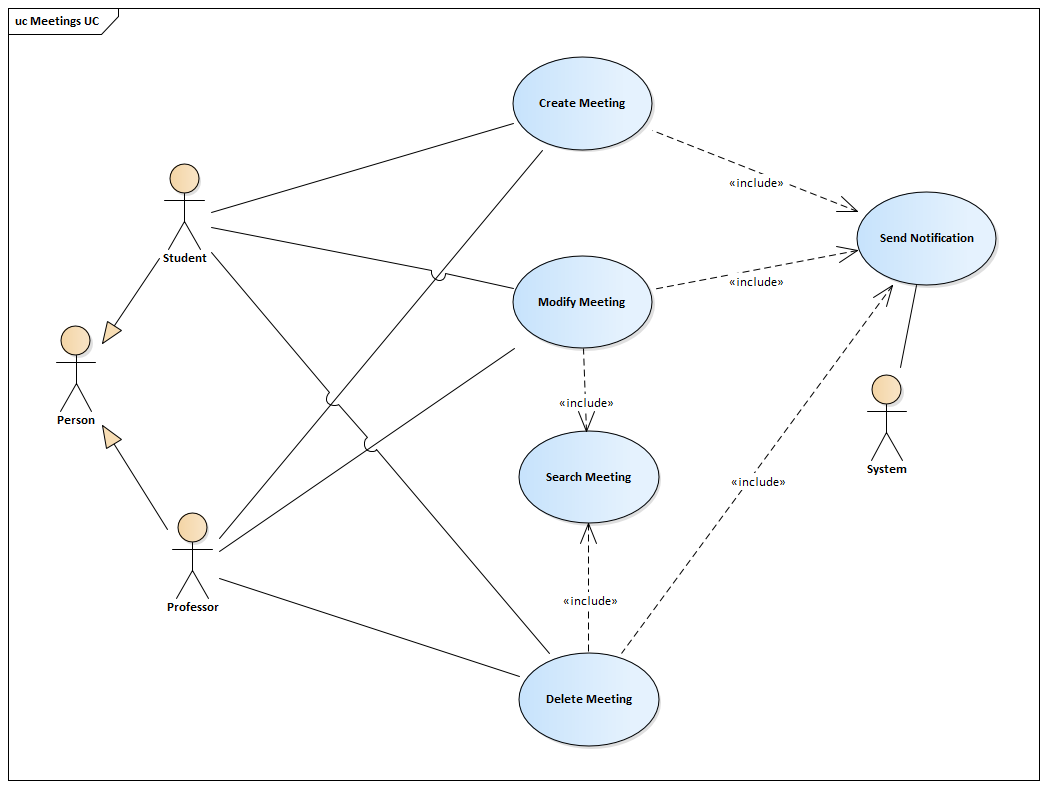 uc Meetings UC
Create Meeting
«include»
Student
Send Notification
«include»
Modify Meeting
«include»
Person
Search Meeting
System
«include»
«include»
Professor
Delete Meeting